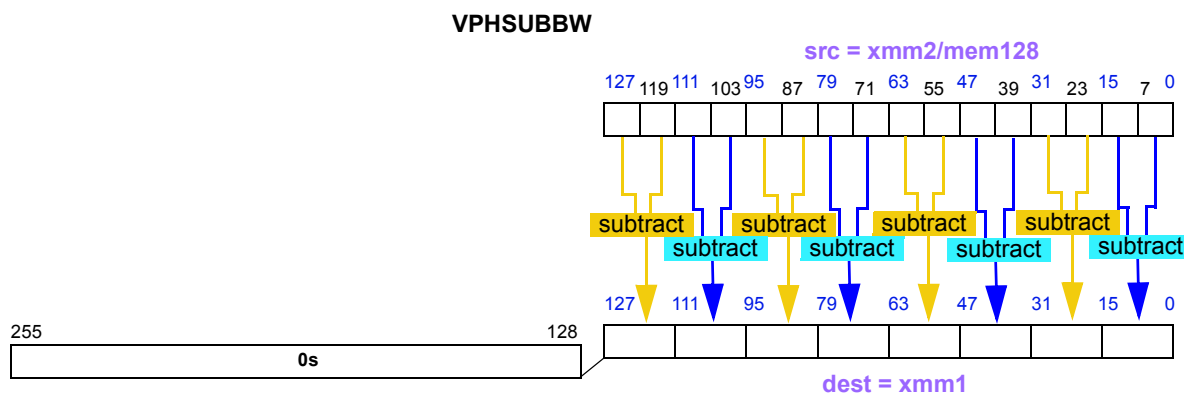 VPHSUBBW
src = xmm2/mem128
127 119 111 103 95 87 79 71 63 55 47 39 31 23 15 7 0
subtract subtract subtract subtract
subtract subtract subtract subtract
127 111 95 79 63 47 31 15 0
255 128
0s
dest = xmm1